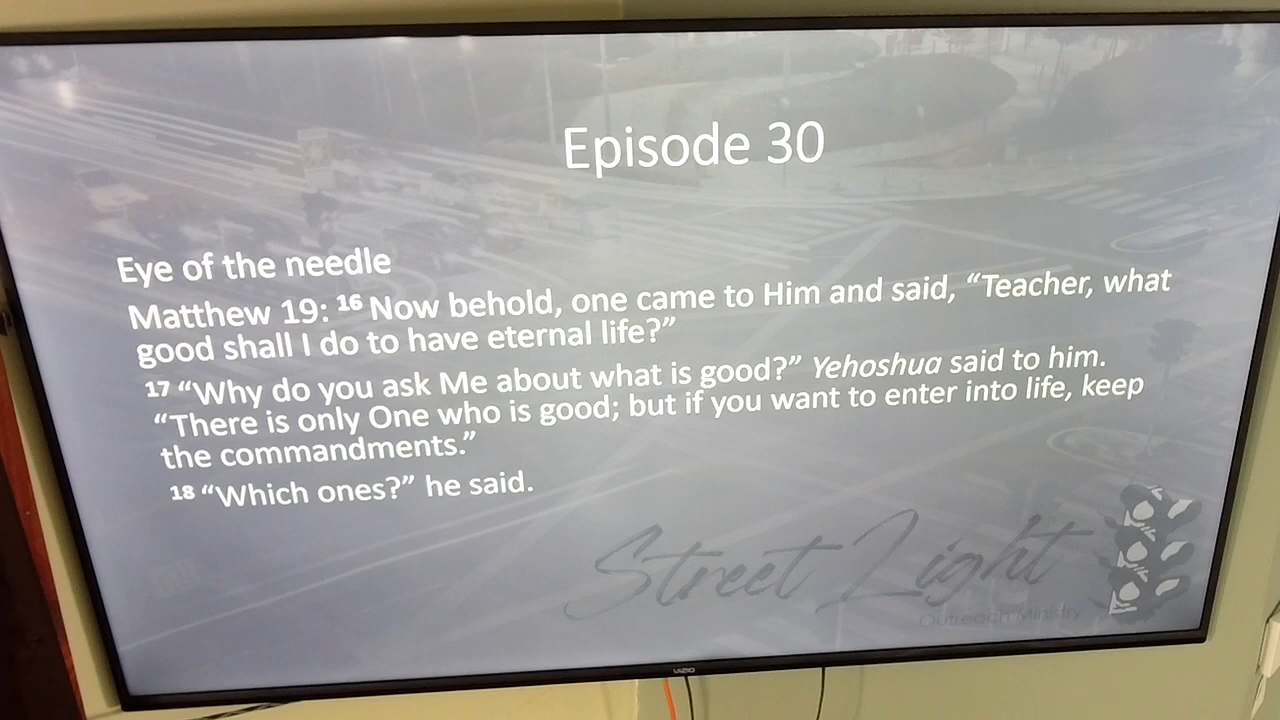 Episode 30
Eye of the needle
Matthew 19: 16 Now behold, one came to Him and said, “Teacher, what
good shall I do to have eternal life?”
17 “Why do you ask Me about what is good?” Yehoshua said to him.
“There is only One who is good; but if you want to enter into life, keep
the commandments.”
18 “Which ones?” he said.
Street Light
Outreach Ministry
VIZIO